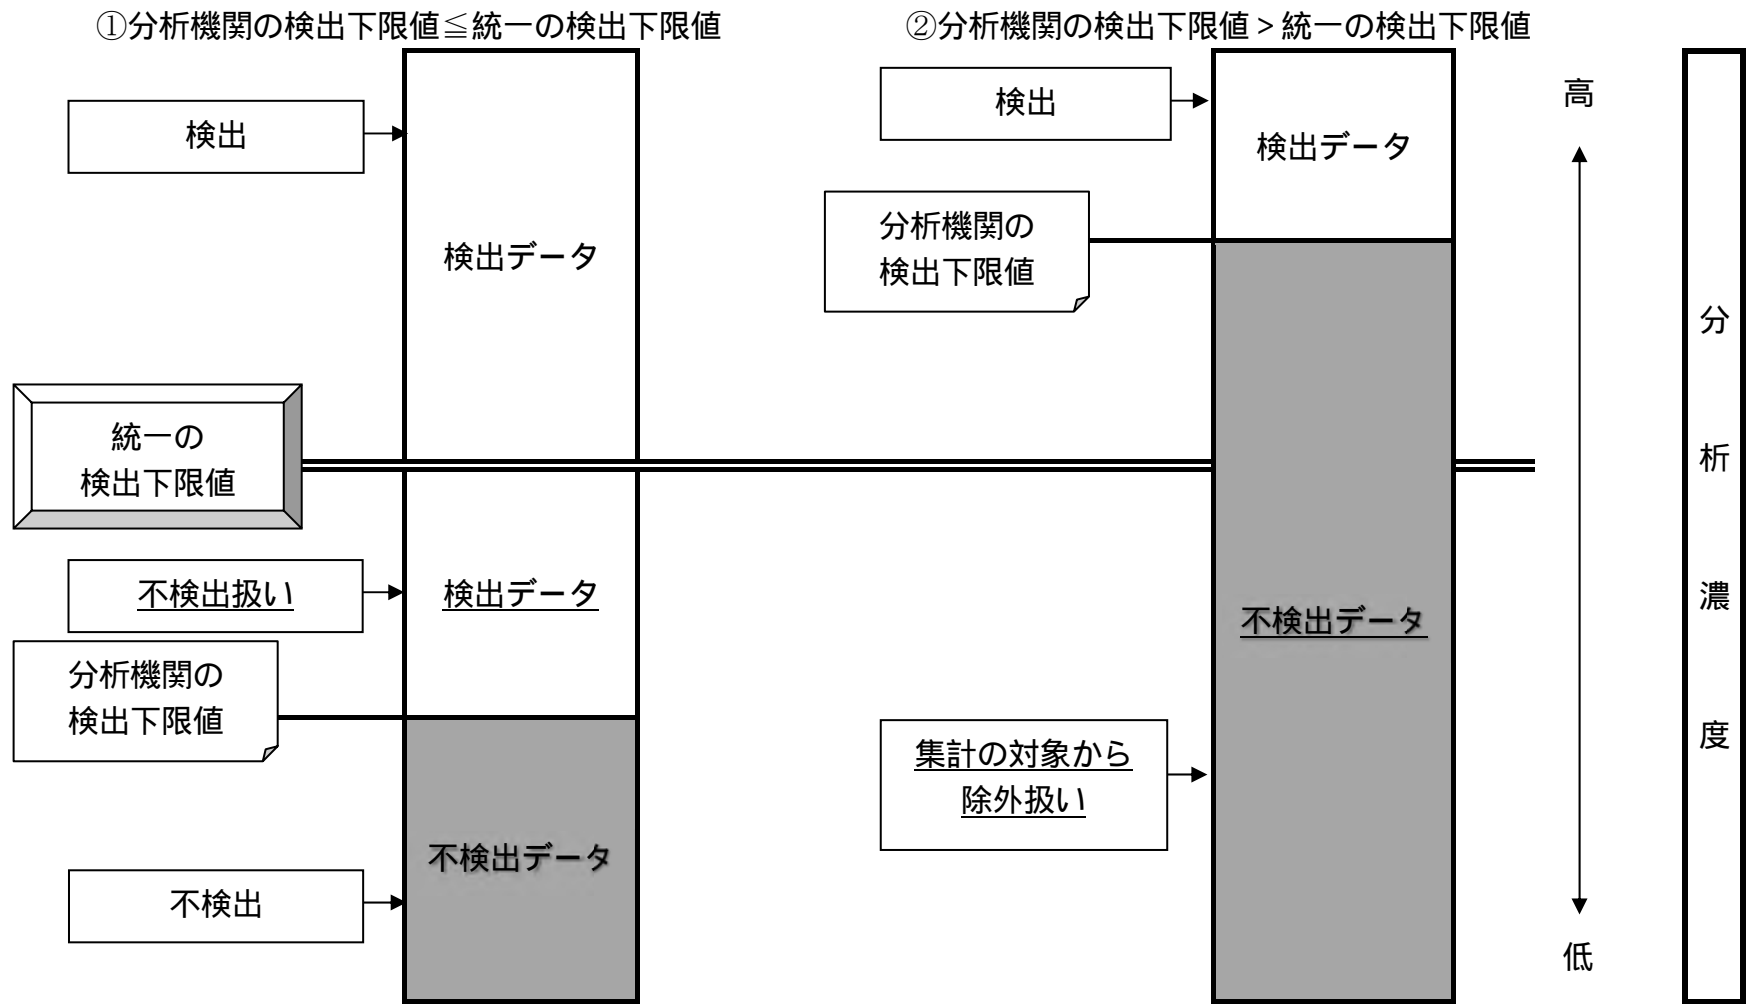 ①分析機関の検出下限値≦統一の検出下限値
検出
検出データ
統一の
検出下限値
不検出扱い
検出データ
分析機関の
検出下限値
不検出データ
不検出
②分析機関の検出下限値>統一の検出下限値
検出
検出データ
分析機関の
検出下限値
不検出データ
集計の対象から
除外扱い
高
低
分
析
濃
度